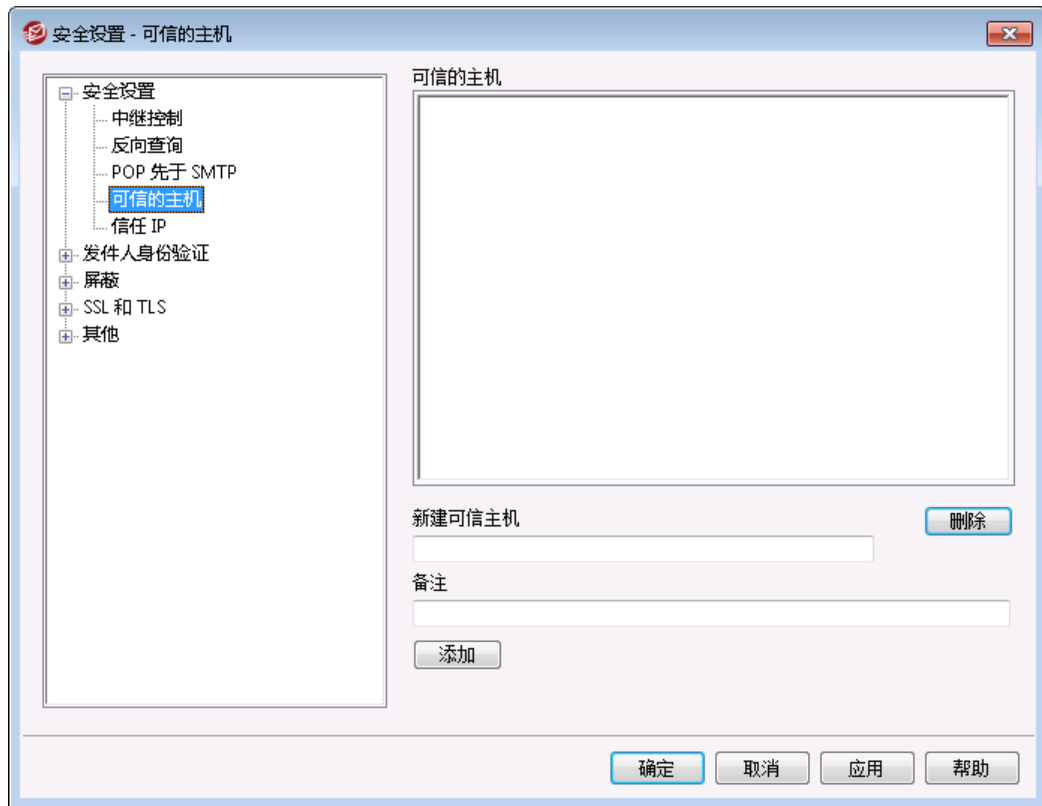 安全设置 - 可信的主机
安全设置
中继控制
反向查询
POP 先于 SMTP
可信的主机
信任 IP
发件人身份验证
屏蔽
SSL 和 TLS
其他
可信的主机
新建可信主机
删除
备注
添加
确定
取消
应用
帮助